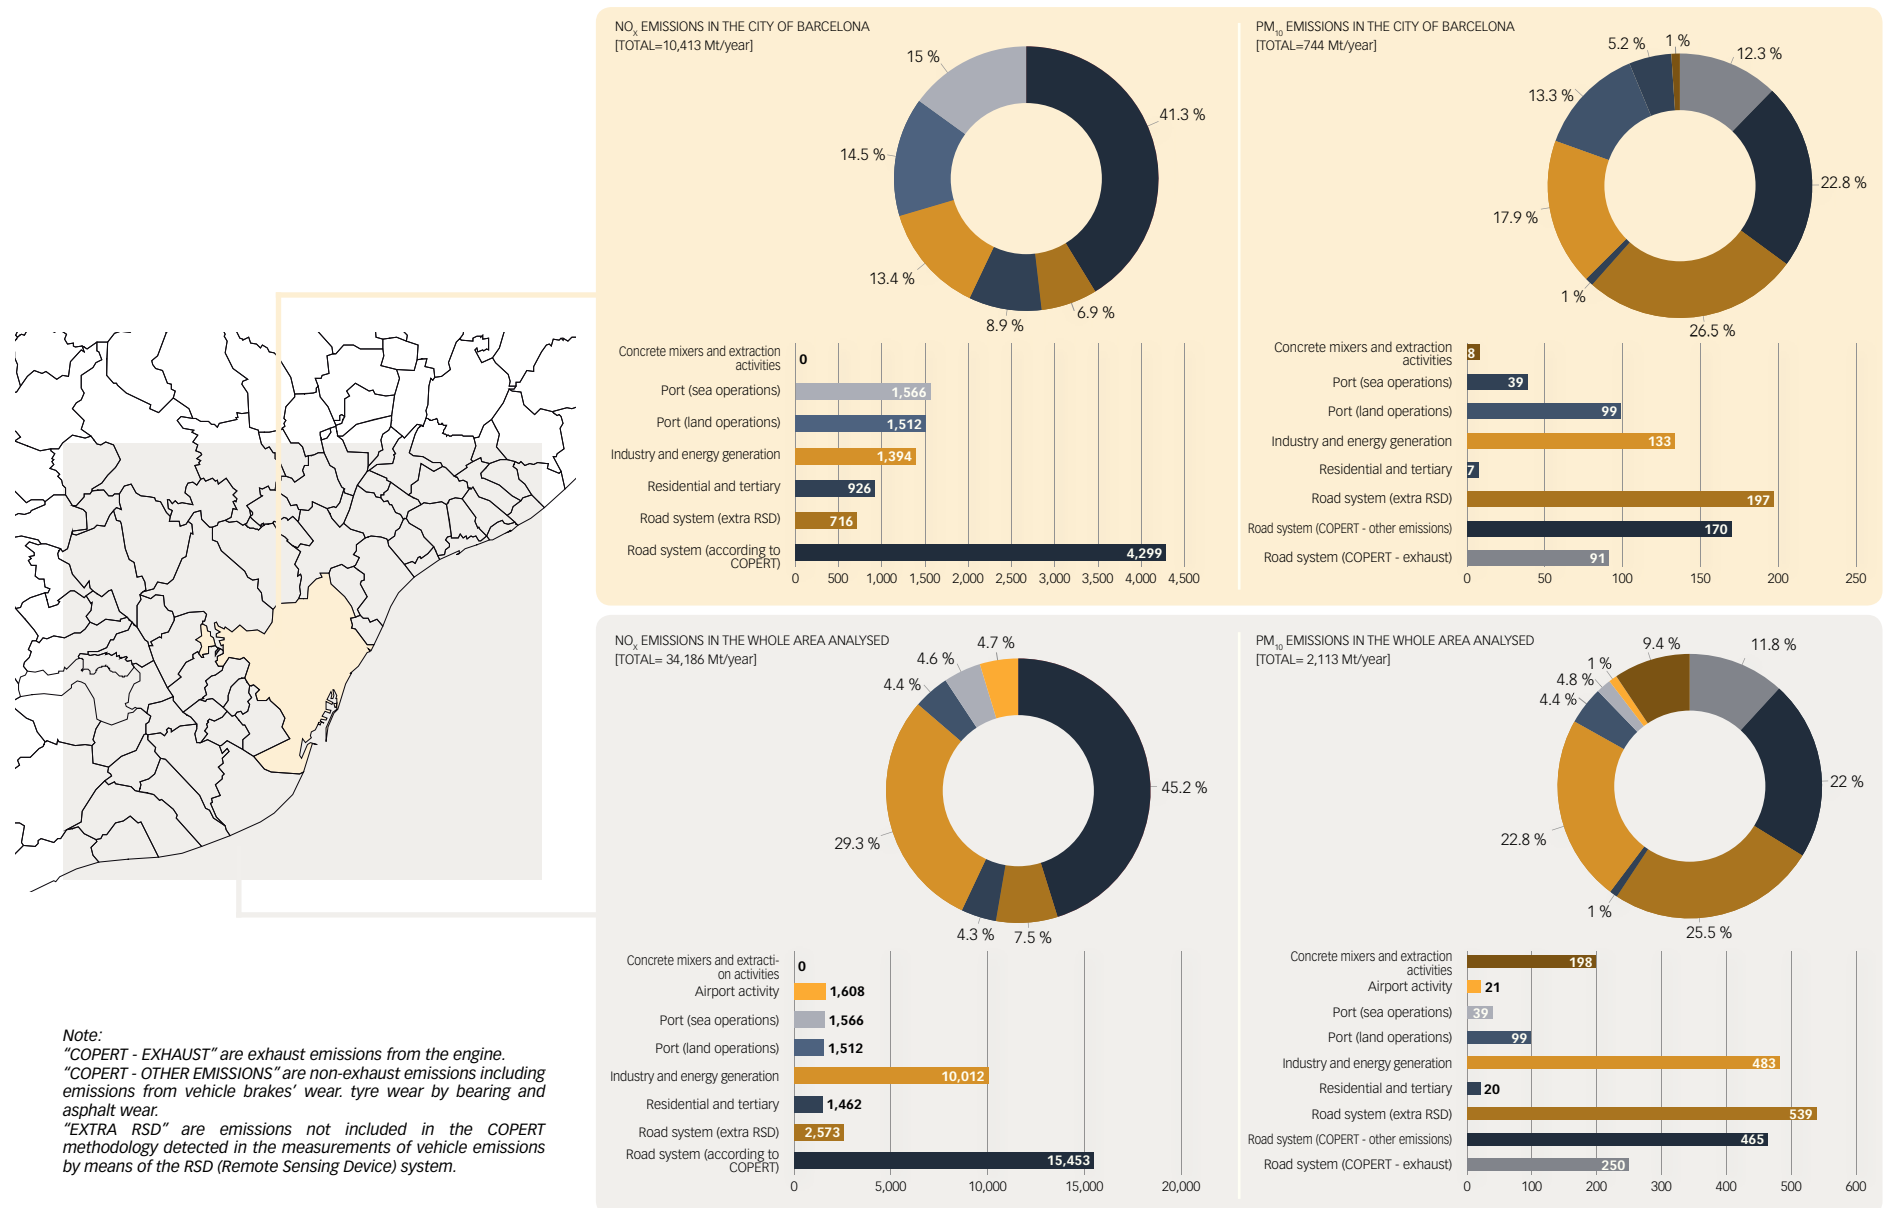 NOx EMISSIONS IN THE CITY OF BARCELONA
[TOTAL=10,413 Mt/year]
15 %
41.3 %
14.5 %
13.4 %
8.9 %
6.9 %
Concrete mixers and extraction
activities
0
Port (sea operations)
1,566
Port (land operations)
1,512
Industry and energy generation
1,394
Residential and tertiary
926
Road system (extra RSD)
716
Road system (according to
COPERT)
4,299
0 500 1,000 1,500 2,000 2,500 3,000 3,500 4,000 4,500
PM10 EMISSIONS IN THE CITY OF BARCELONA
[TOTAL=744 Mt/year]
5.2 %
1 %
12.3 %
13.3 %
22.8 %
17.9 %
1 %
26.5 %
Concrete mixers and extraction
activities
8
Port (sea operations)
39
Port (land operations)
99
Industry and energy generation
133
Residential and tertiary
7
Road system (extra RSD)
197
Road system (COPERT - other emissions)
170
Road system (COPERT - exhaust)
91
0 50 100 150 200 250
NOx EMISSIONS IN THE WHOLE AREA ANALYSED
[TOTAL= 34,186 Mt/year]
4.7 %
4.6 %
4.4 %
45.2 %
29.3 %
4.3 %
7.5 %
Concrete mixers and extracti-
on activities
0
Airport activity
1,608
Port (sea operations)
1,566
Port (land operations)
1,512
Industry and energy generation
10,012
Residential and tertiary
1,462
Road system (extra RSD)
2,573
Road system (according to
COPERT)
15,453
0 5,000 10,000 15,000 20,000
PM10 EMISSIONS IN THE WHOLE AREA ANALYSED
[TOTAL= 2,113 Mt/year]
9.4 %
11.8 %
1 %
4.8 %
4.4 %
22 %
22.8 %
1 %
25.5 %
Concrete mixers and extraction
activities
198
Airport activity
21
Port (sea operations)
39
Port (land operations)
99
Industry and energy generation
483
Residential and tertiary
20
Road system (extra RSD)
539
Road system (COPERT - other emissions)
465
Road system (COPERT - exhaust)
250
0 100 200 300 400 500 600
Note:
“COPERT - EXHAUST” are exhaust emissions from the engine.
“COPERT - OTHER EMISSIONS” are non-exhaust emissions including
emissions from vehicle brakes’ wear. tyre wear by bearing and
asphalt wear.
“EXTRA RSD” are emissions not included in the COPERT
methodology detected in the measurements of vehicle emissions
by means of the RSD (Remote Sensing Device) system.